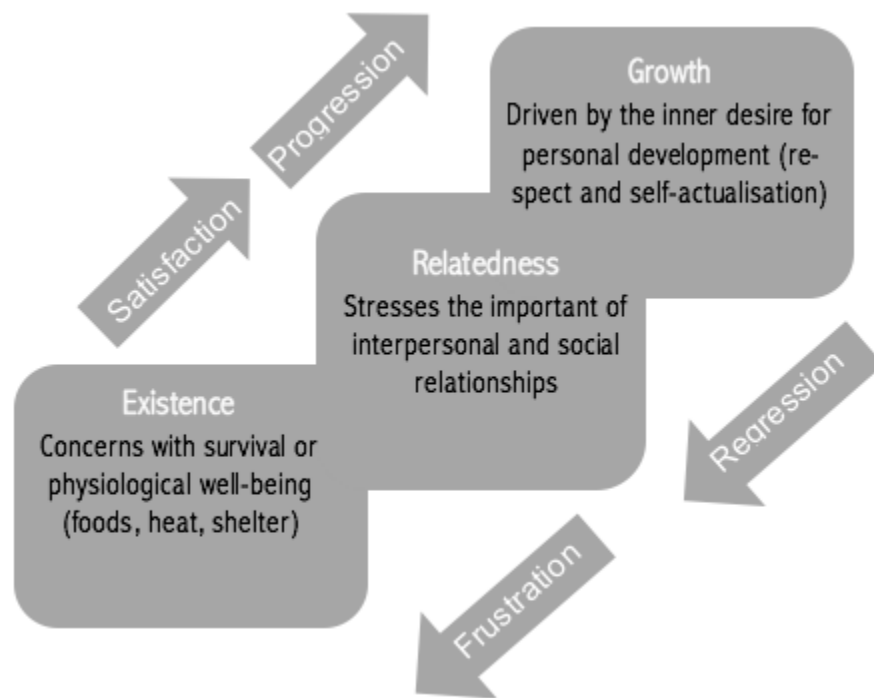 Progression
Satisfaction
Growth
Driven by the inner desire for
personal development (re-
spect and self-actualisation)
Relatedness
Stresses the important of
interpersonal and social
relationships
Existence
Concerns with survival or
physiological well-being
(foods, heat, shelter)
Regression
Frustration